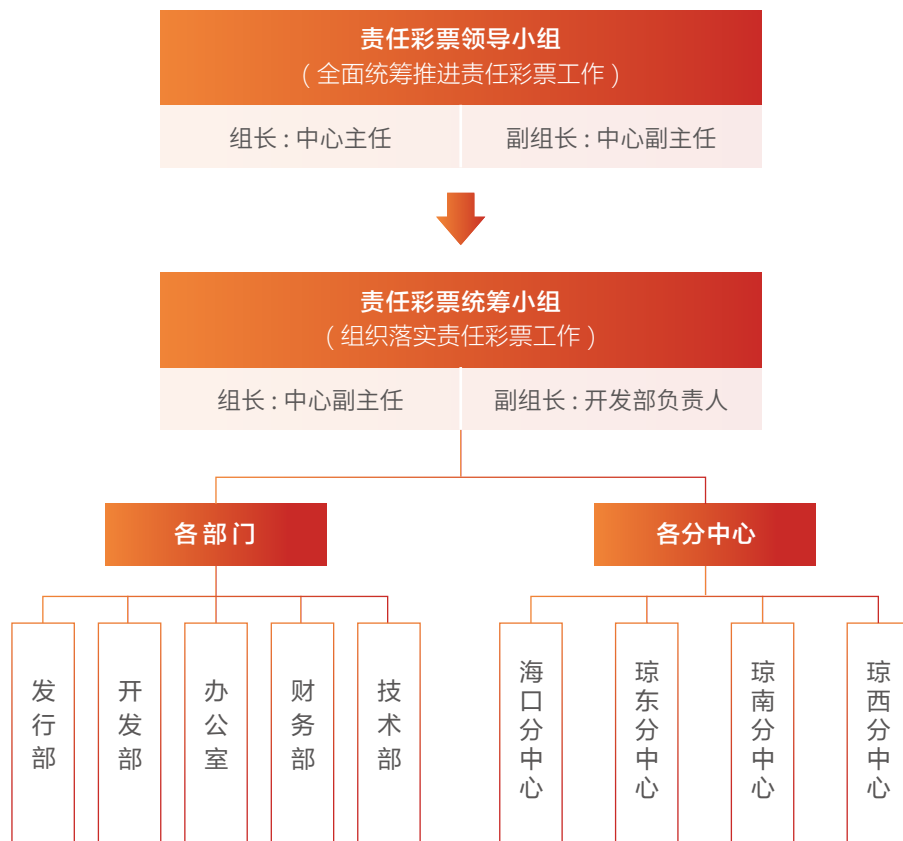 责任彩票领导小组
（全面统筹推进责任彩票工作）
组长：中心主任
副组长：中心副主任
责任彩票统筹小组
（组织落实责任彩票工作）
组长：中心副主任
副组长：开发部负责人
各部门
各分中心
发行部
开发部
办公室
财务部
技术部
海口分中心
琼东分中心
琼南分中心
琼西分中心